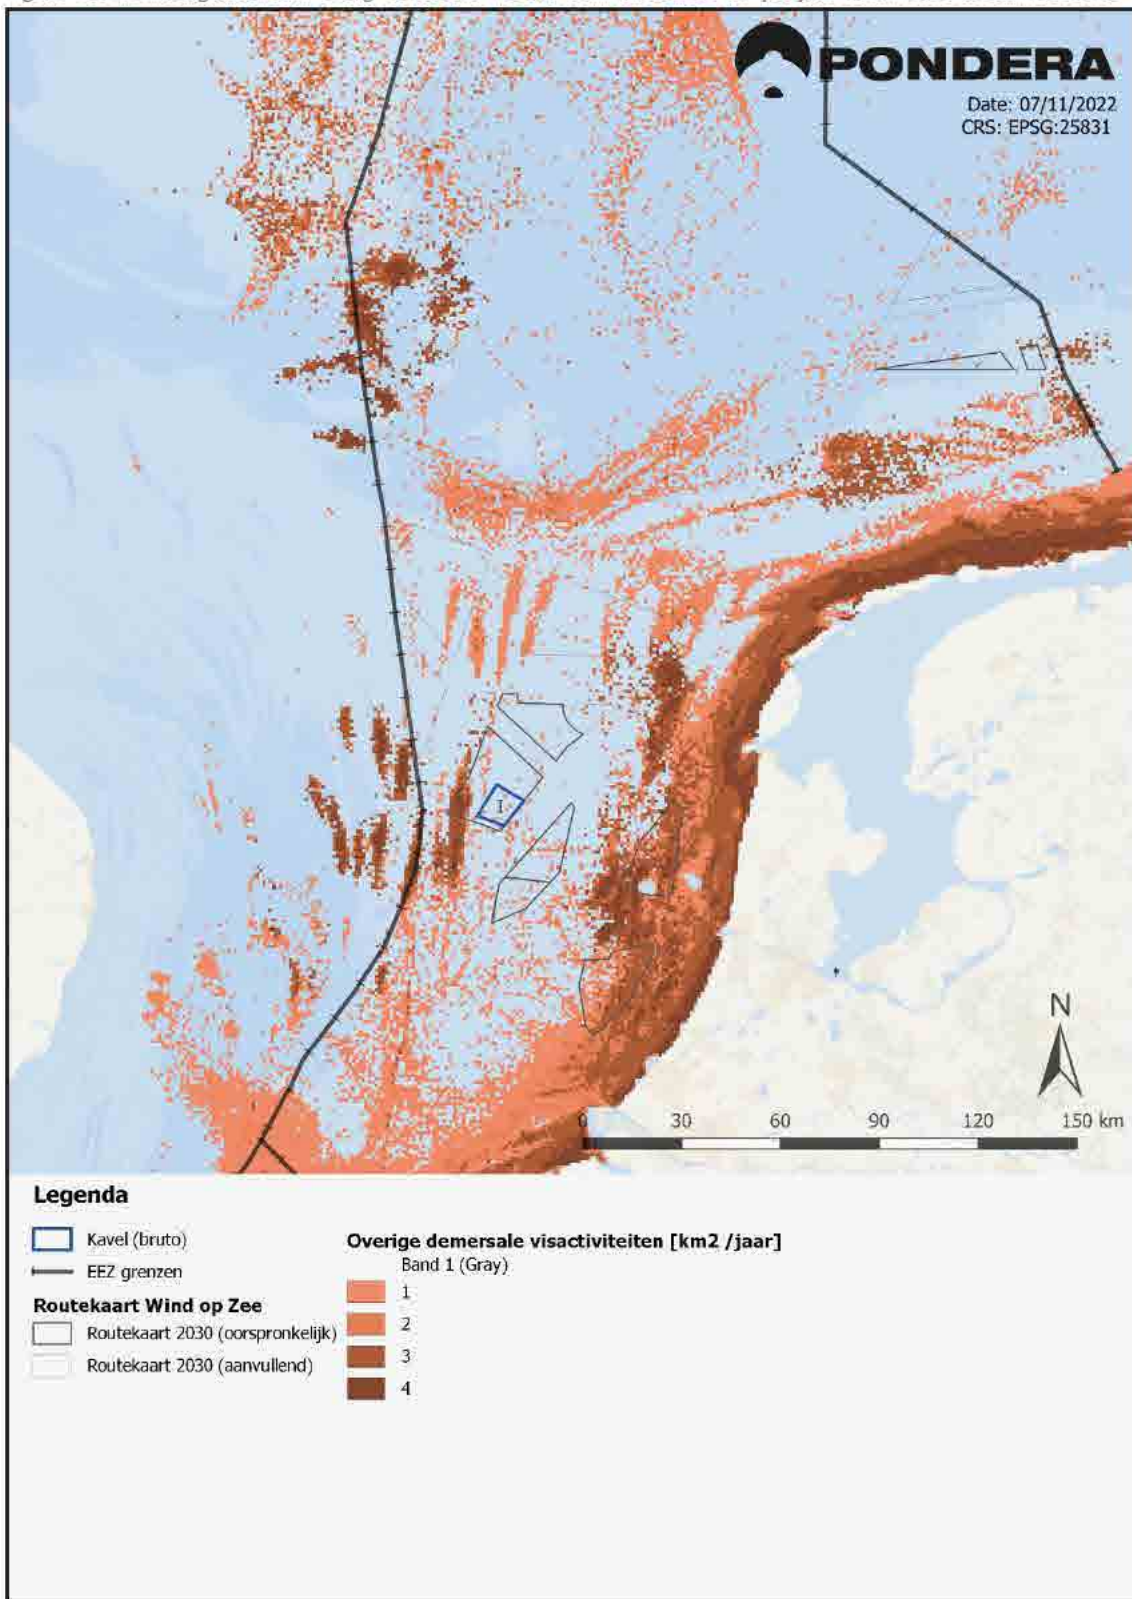 PONDERA
Date: 07/11/2022
CRS: EPSG:25831
I
N
0 30 60 90 120 150 km
Legenda
Kavel (bruto)
EEZ grenzen
Routekaart Wind op Zee
Routekaart 2030 (oorspronkelijk)
Routekaart 2030 (aanvullend)
Overige demersale visactiviteiten [km2 /jaar]
Band 1 (Gray)
1
2
3
4